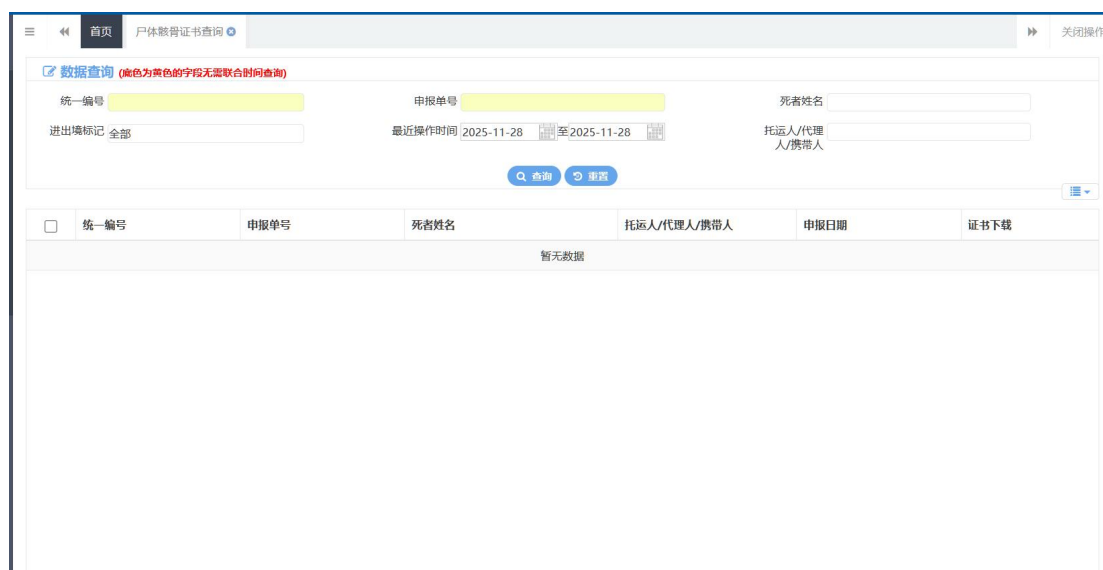 首页 尸体骸骨证书查询 关闭操作
数据查询 (底色为黄色的字段无需联合时间查询)
统一编号 申报单号 死者姓名
进出境标记 全部 最近操作时间 2025-11-28 至 2025-11-28 托运人/代理
人/携带人
查询 重置
统一编号 申报单号 死者姓名 托运人/代理人/携带人 申报日期 证书下载
暂无数据